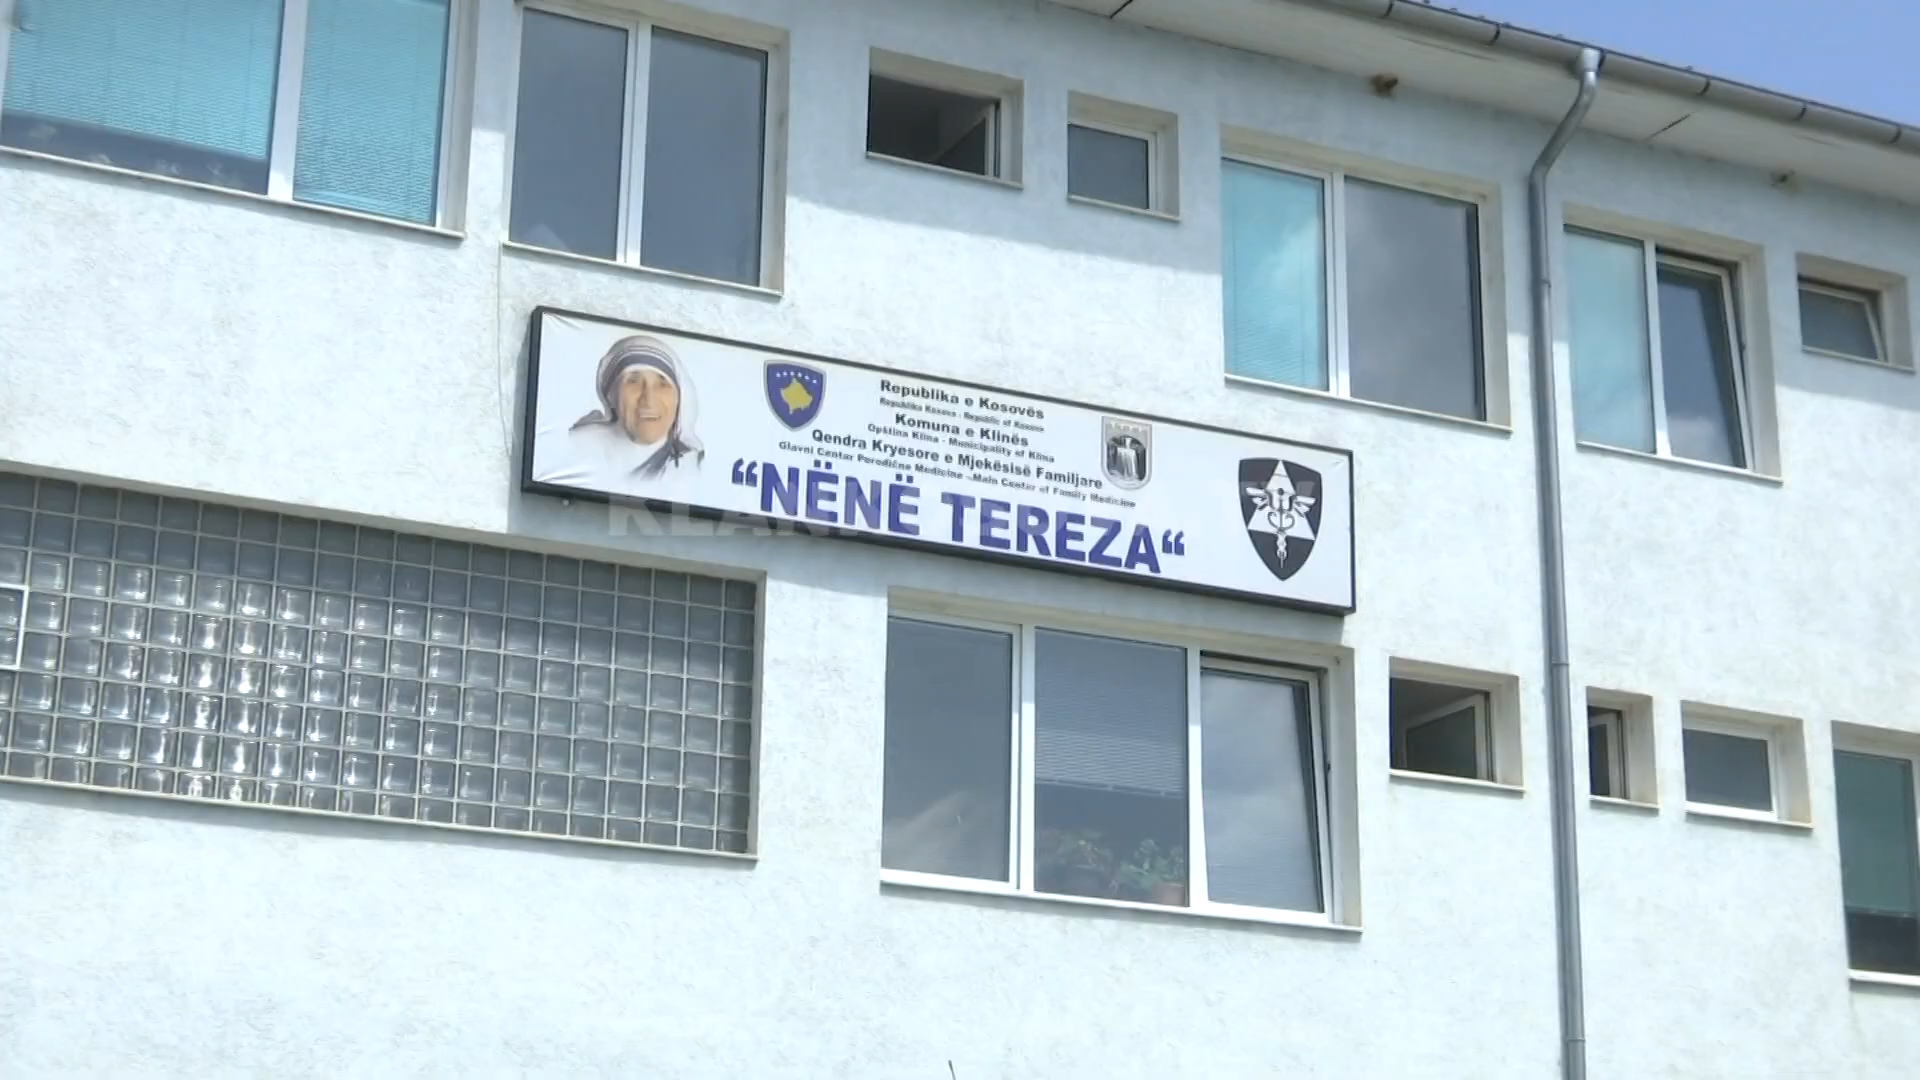 Republika e Kosovës
Republika Kosova - Republic of Kosovo
Komuna e Klinës
Opština Klina - Municipality of Klina
Qendra Kryesore e Mjekësisë Familjare
Glavni Centar Porodične Medicine - Main Center of Family Medicine
“NËNË TEREZA“